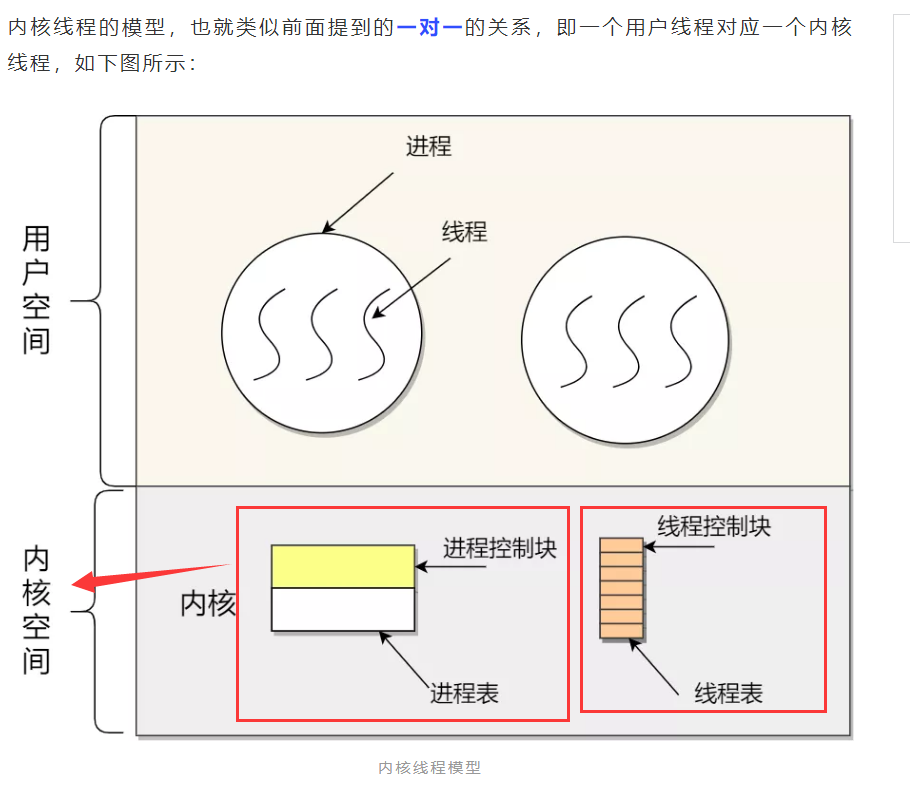 内核线程的模型，也就类似前面提到的一对一的关系，即一个用户线程对应一个内核
线程，如下图所示：
进程
线程
用户空间
线程控制块
进程控制块
内核空间
内核
进程表
线程表
内核线程模型